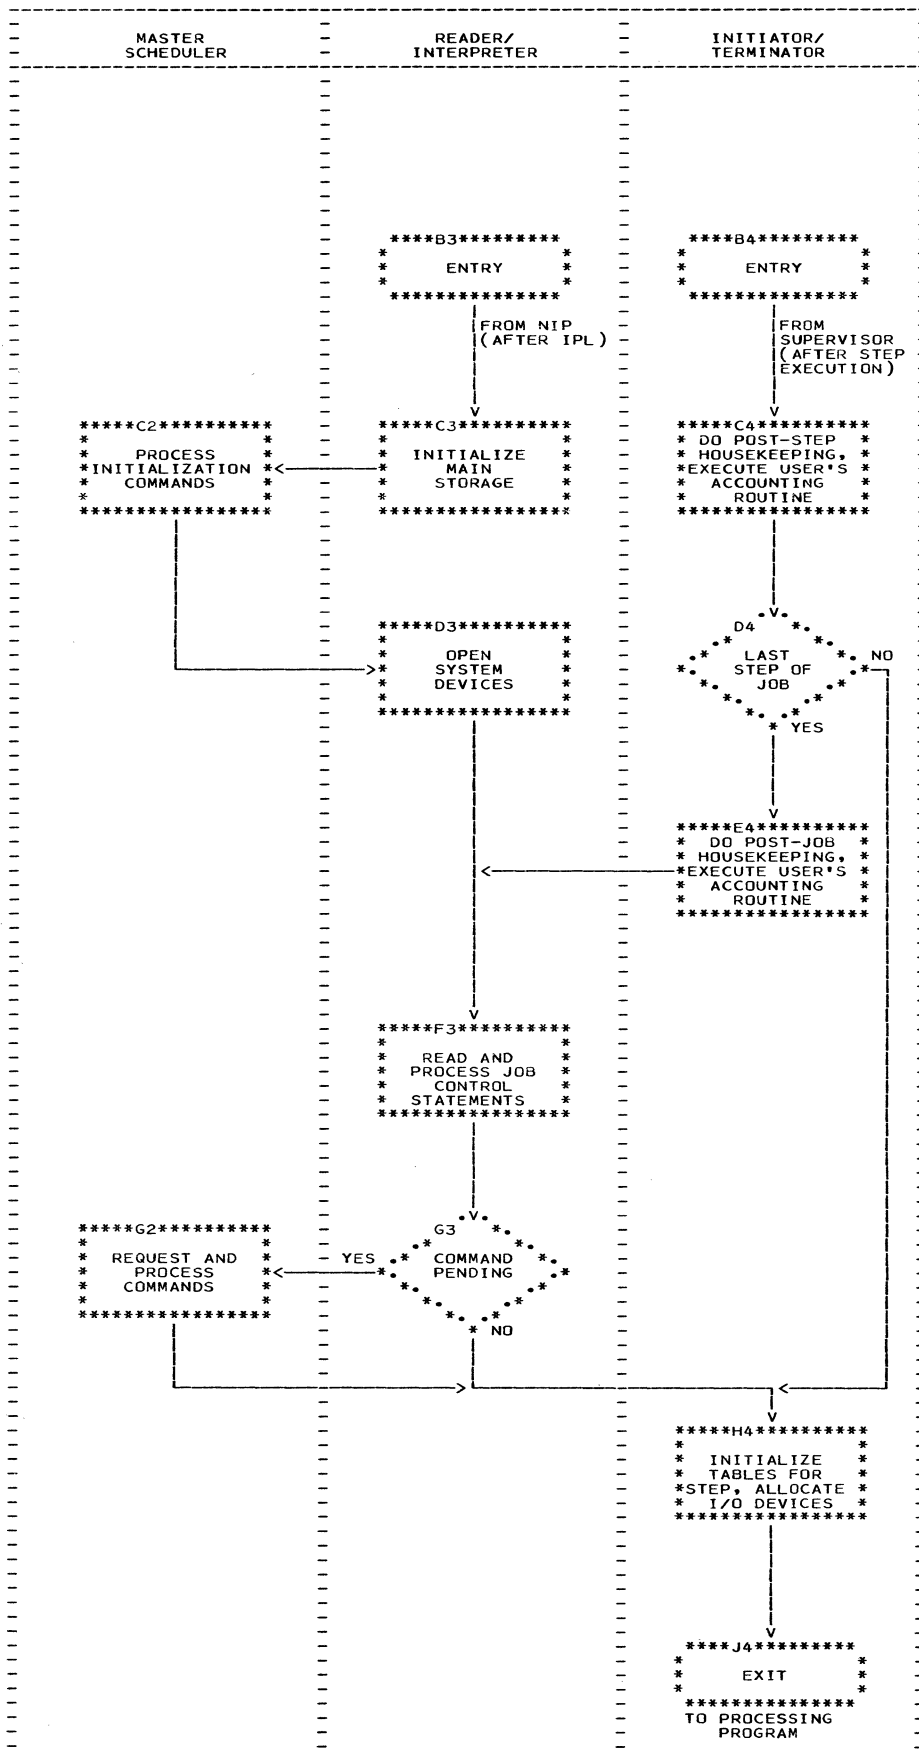 MASTER SCHEDULER
READER/ INTERPRETER
INITIATOR/ TERMINATOR
****B3*********
ENTRY
****B4*********
ENTRY
FROM NIP
(AFTER IPL)
FROM
SUPERVISOR
(AFTER STEP
EXECUTION)
*****C2**********
PROCESS
INITIALIZATION
COMMANDS
*****C3**********
INITIALIZE
MAIN
STORAGE
*****C4**********
DO POST-STEP
HOUSEKEEPING,
EXECUTE USER'S
ACCOUNTING
ROUTINE
*****D3**********
OPEN
SYSTEM
DEVICES
D4
LAST
STEP OF
JOB
NO
YES
*****E4**********
DO POST-JOB
HOUSEKEEPING,
EXECUTE USER'S
ACCOUNTING
ROUTINE
*****F3**********
READ AND
PROCESS JOB
CONTROL
STATEMENTS
*****G2**********
REQUEST AND
PROCESS
COMMANDS
G3
COMMAND
PENDING
YES
NO
*****H4**********
INITIALIZE
TABLES FOR
STEP, ALLOCATE
I/O DEVICES
****J4*********
EXIT
TO PROCESSING
PROGRAM